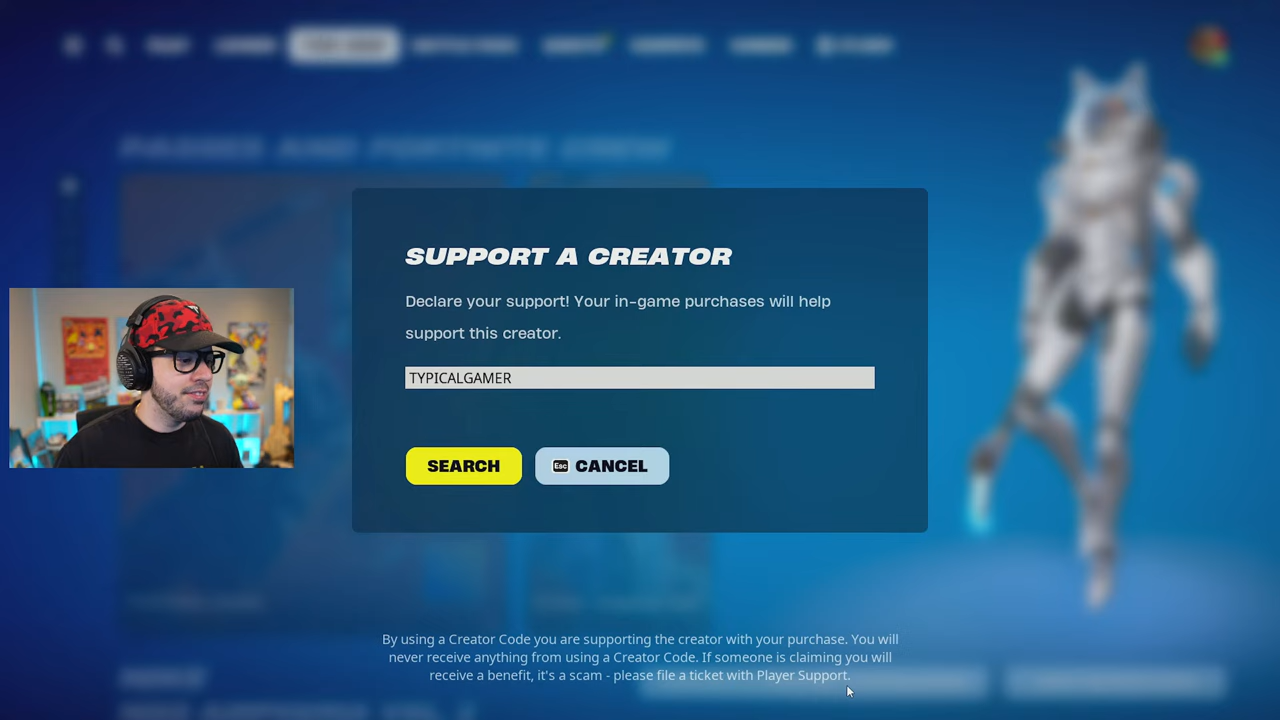 SUPPORT A CREATOR
Declare your support! Your in-game purchases will help
support this creator.
TYPICALGAMER
SEARCH
Esc CANCEL
By using a Creator Code you are supporting the creator with your purchase. You will
never receive anything from using a Creator Code. If someone is claiming you will
receive a benefit, it's a scam - please file a ticket with Player Support.